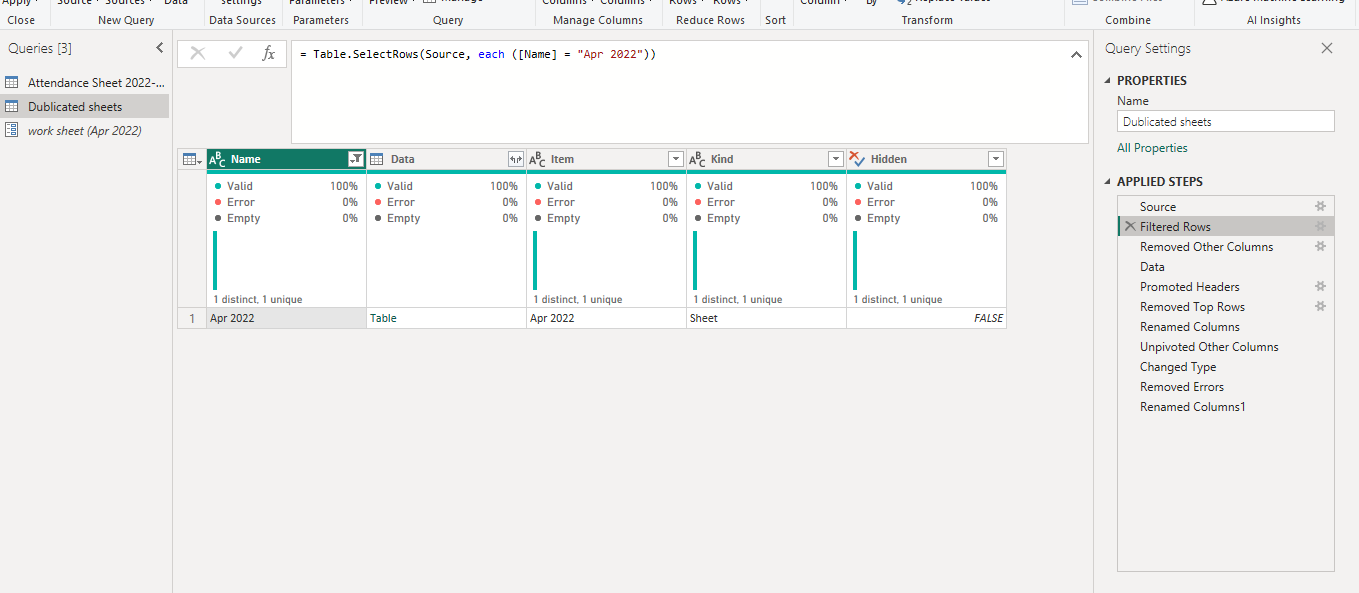 Close
New Query
Data Sources
Parameters
Query
Manage Columns
Reduce Rows
Sort
Transform
Combine
AI Insights
Queries [3]
Attendance Sheet 2022-...
Dublicated sheets
work sheet (Apr 2022)
fx
= Table.SelectRows(Source, each ([Name] = "Apr 2022"))
ABC Name
Data
ABC Item
ABC Kind
Hidden
Valid 100%
Error 0%
Empty 0%
Valid 100%
Error 0%
Empty 0%
Valid 100%
Error 0%
Empty 0%
Valid 100%
Error 0%
Empty 0%
Valid 100%
Error 0%
Empty 0%
1 distinct, 1 unique
1 distinct, 1 unique
1 distinct, 1 unique
1 distinct, 1 unique
1 Apr 2022 Table Apr 2022 Sheet FALSE
Query Settings
PROPERTIES
Name
Dublicated sheets
All Properties
APPLIED STEPS
Source
Filtered Rows
Removed Other Columns
Data
Promoted Headers
Removed Top Rows
Renamed Columns
Unpivoted Other Columns
Changed Type
Removed Errors
Renamed Columns1